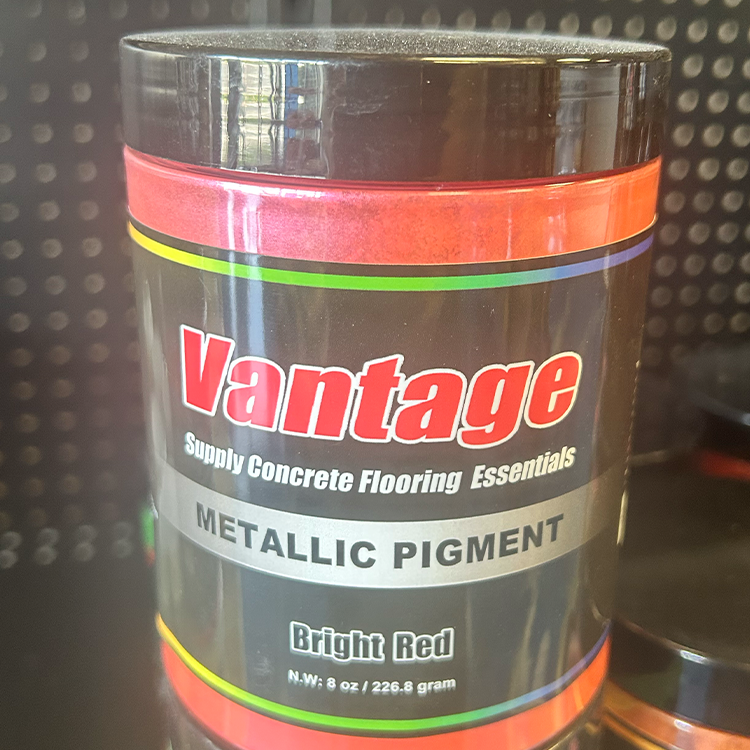 Vantage
Supply Concrete Flooring Essentials
METALLIC PIGMENT
Bright Red
N.W: 8 oz / 226.8 gram